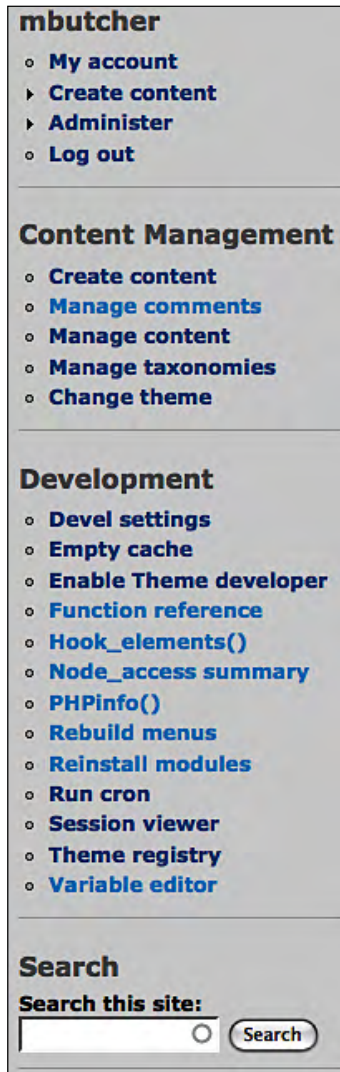 mbutcher
My account
Create content
Administer
Log out
Content Management
Create content
Manage comments
Manage content
Manage taxonomies
Change theme
Development
Devel settings
Empty cache
Enable Theme developer
Function reference
Hook_elements()
Node_access summary
PHPinfo()
Rebuild menus
Reinstall modules
Run cron
Session viewer
Theme registry
Variable editor
Search
Search this site:
Search